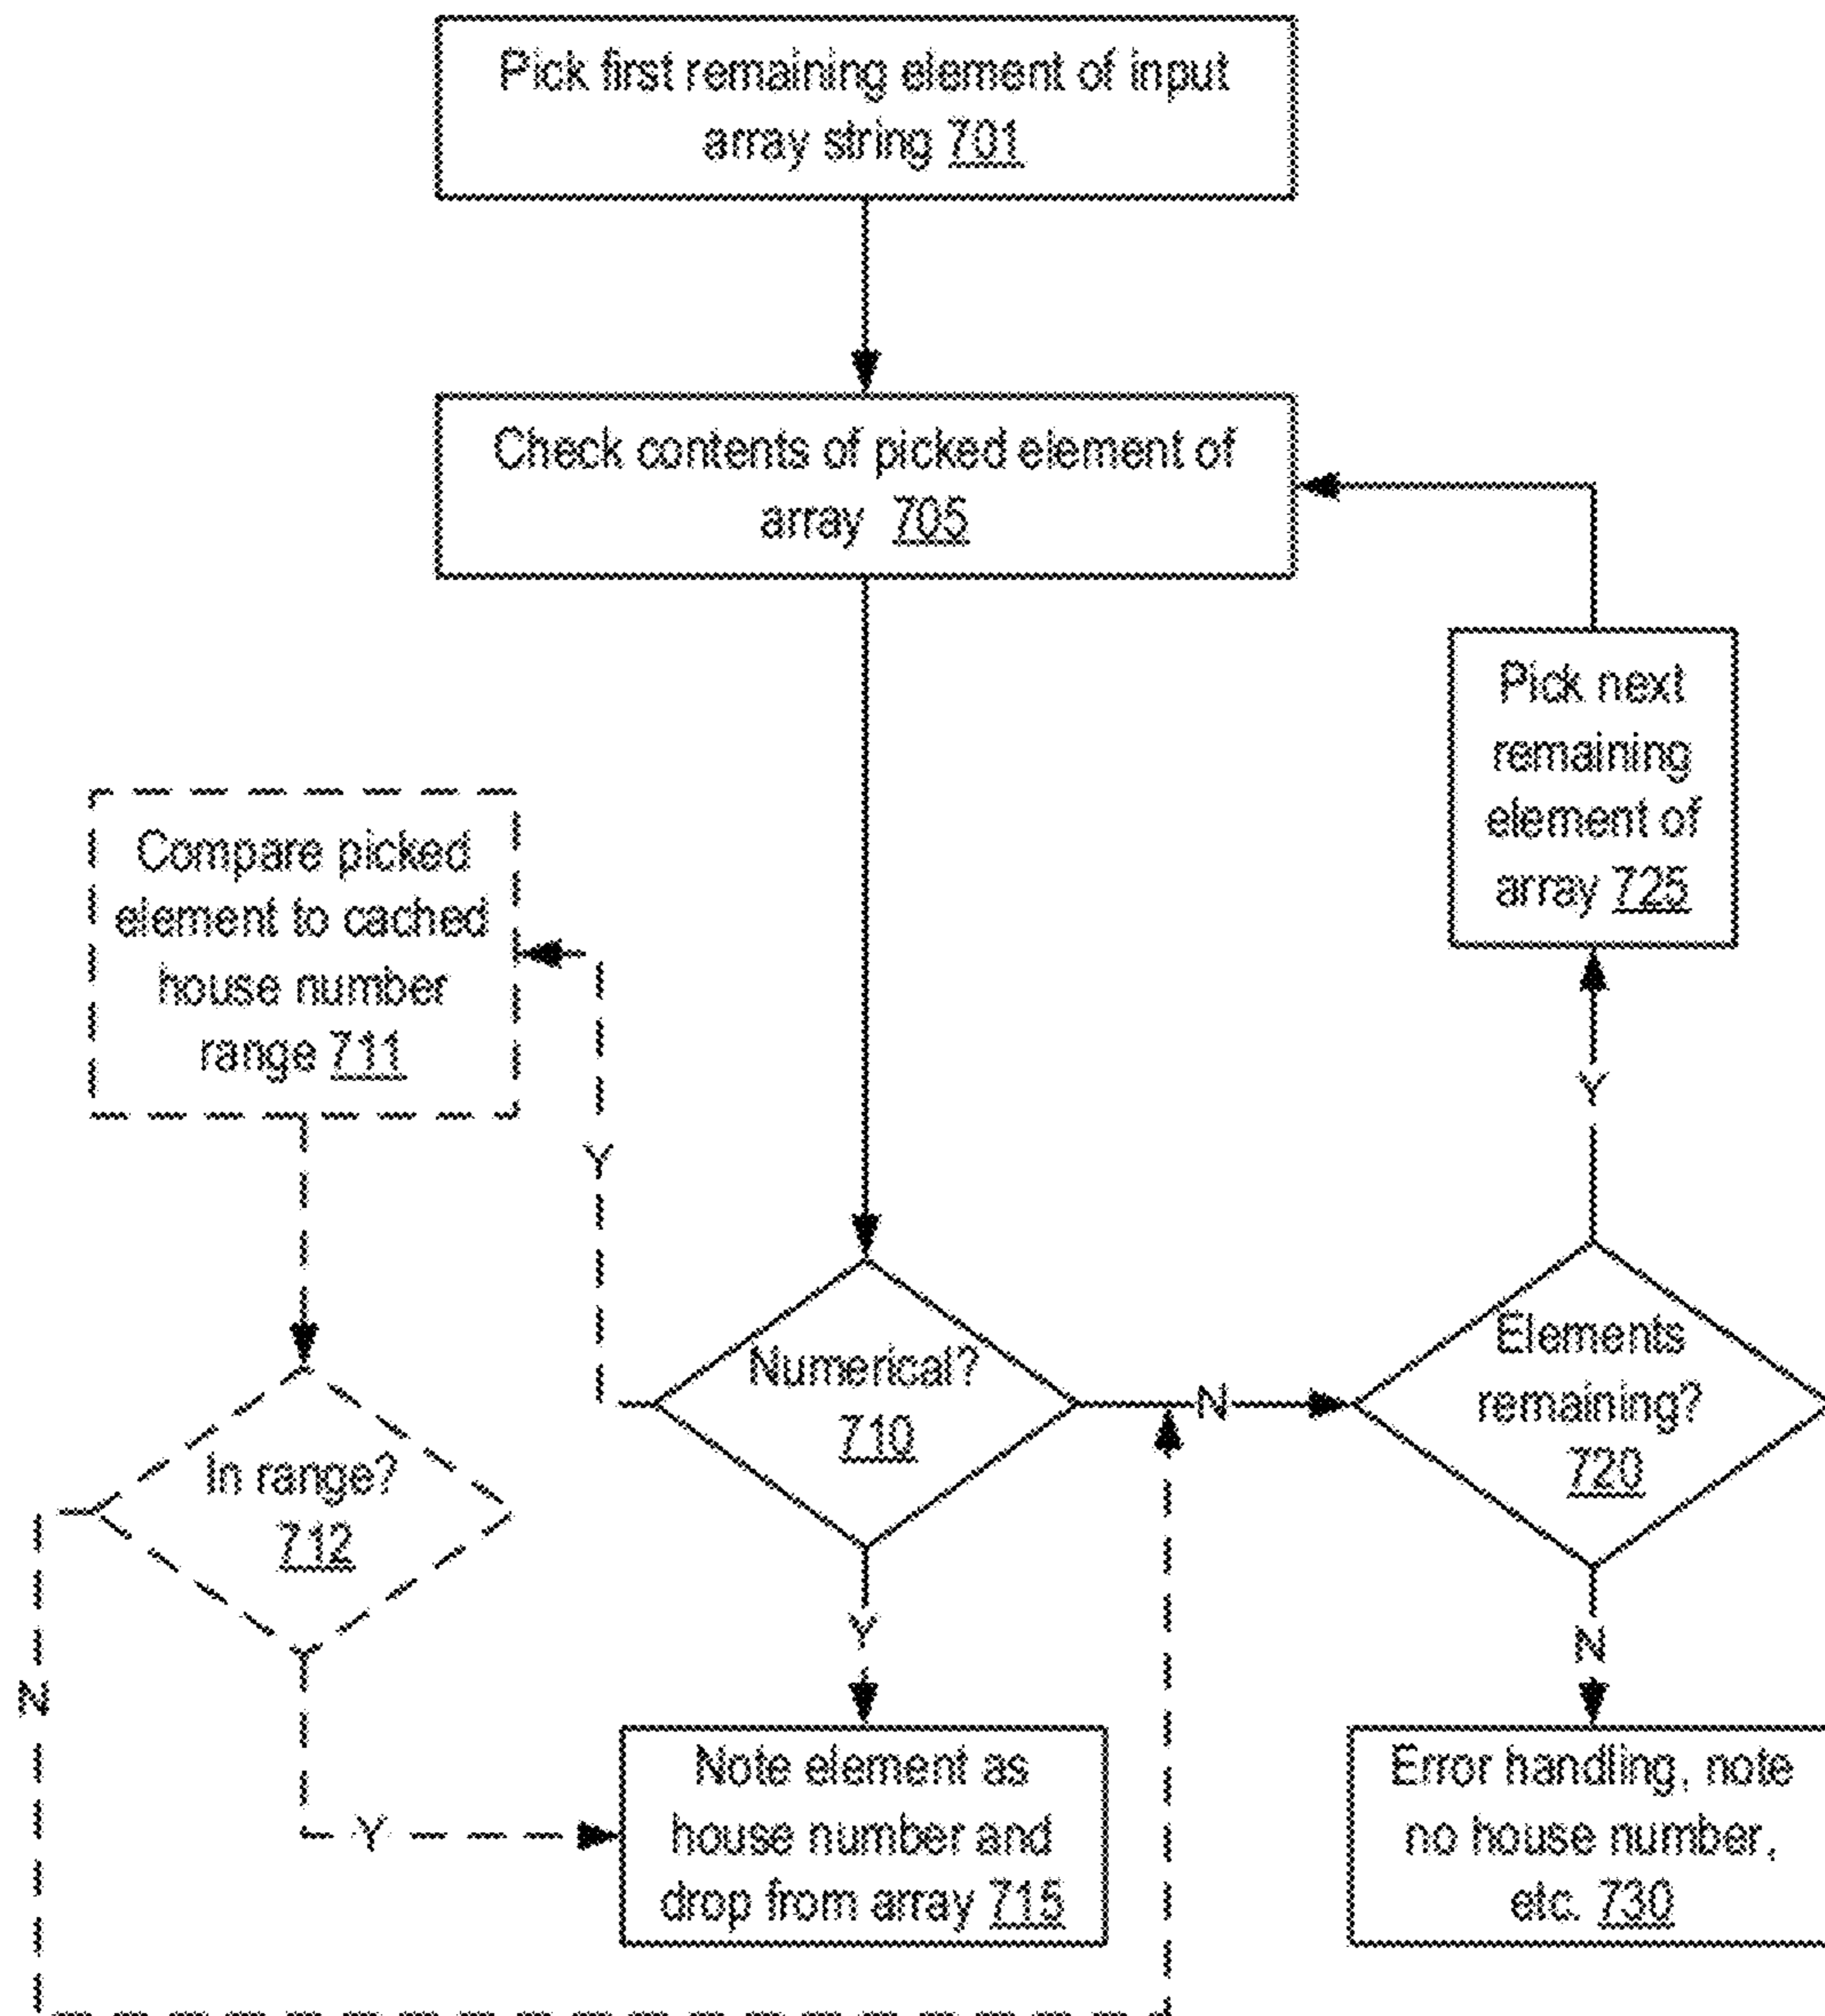 Pick first remaining element of input
array string 701
Check contents of picked element of
array 705
Pick next
remaining
element of
array 725
Compare picked
element to cached
house number
range 711
Y
Y
Numerical?
710
N
Elements
remaining?
720
In range?
712
Y
N
N
Y
Note element as
house number and
drop from array 715
Error handling, note
no house number,
etc. 730